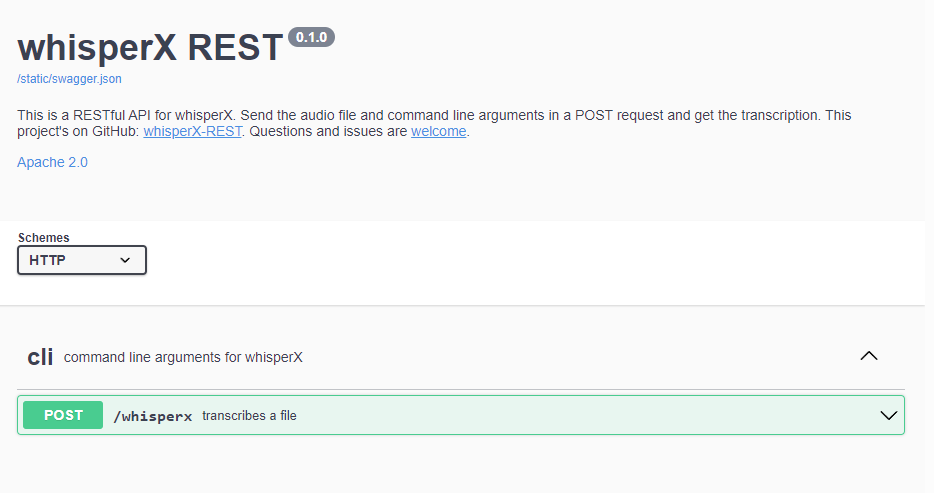 whisperX REST 0.1.0
/static/swagger.json
This is a RESTful API for whisperX. Send the audio file and command line arguments in a POST request and get the transcription. This
project's on GitHub: whisperX-REST. Questions and issues are welcome.
Apache 2.0
Schemes
HTTP
cli command line arguments for whisperX
POST /whisperx transcribes a file